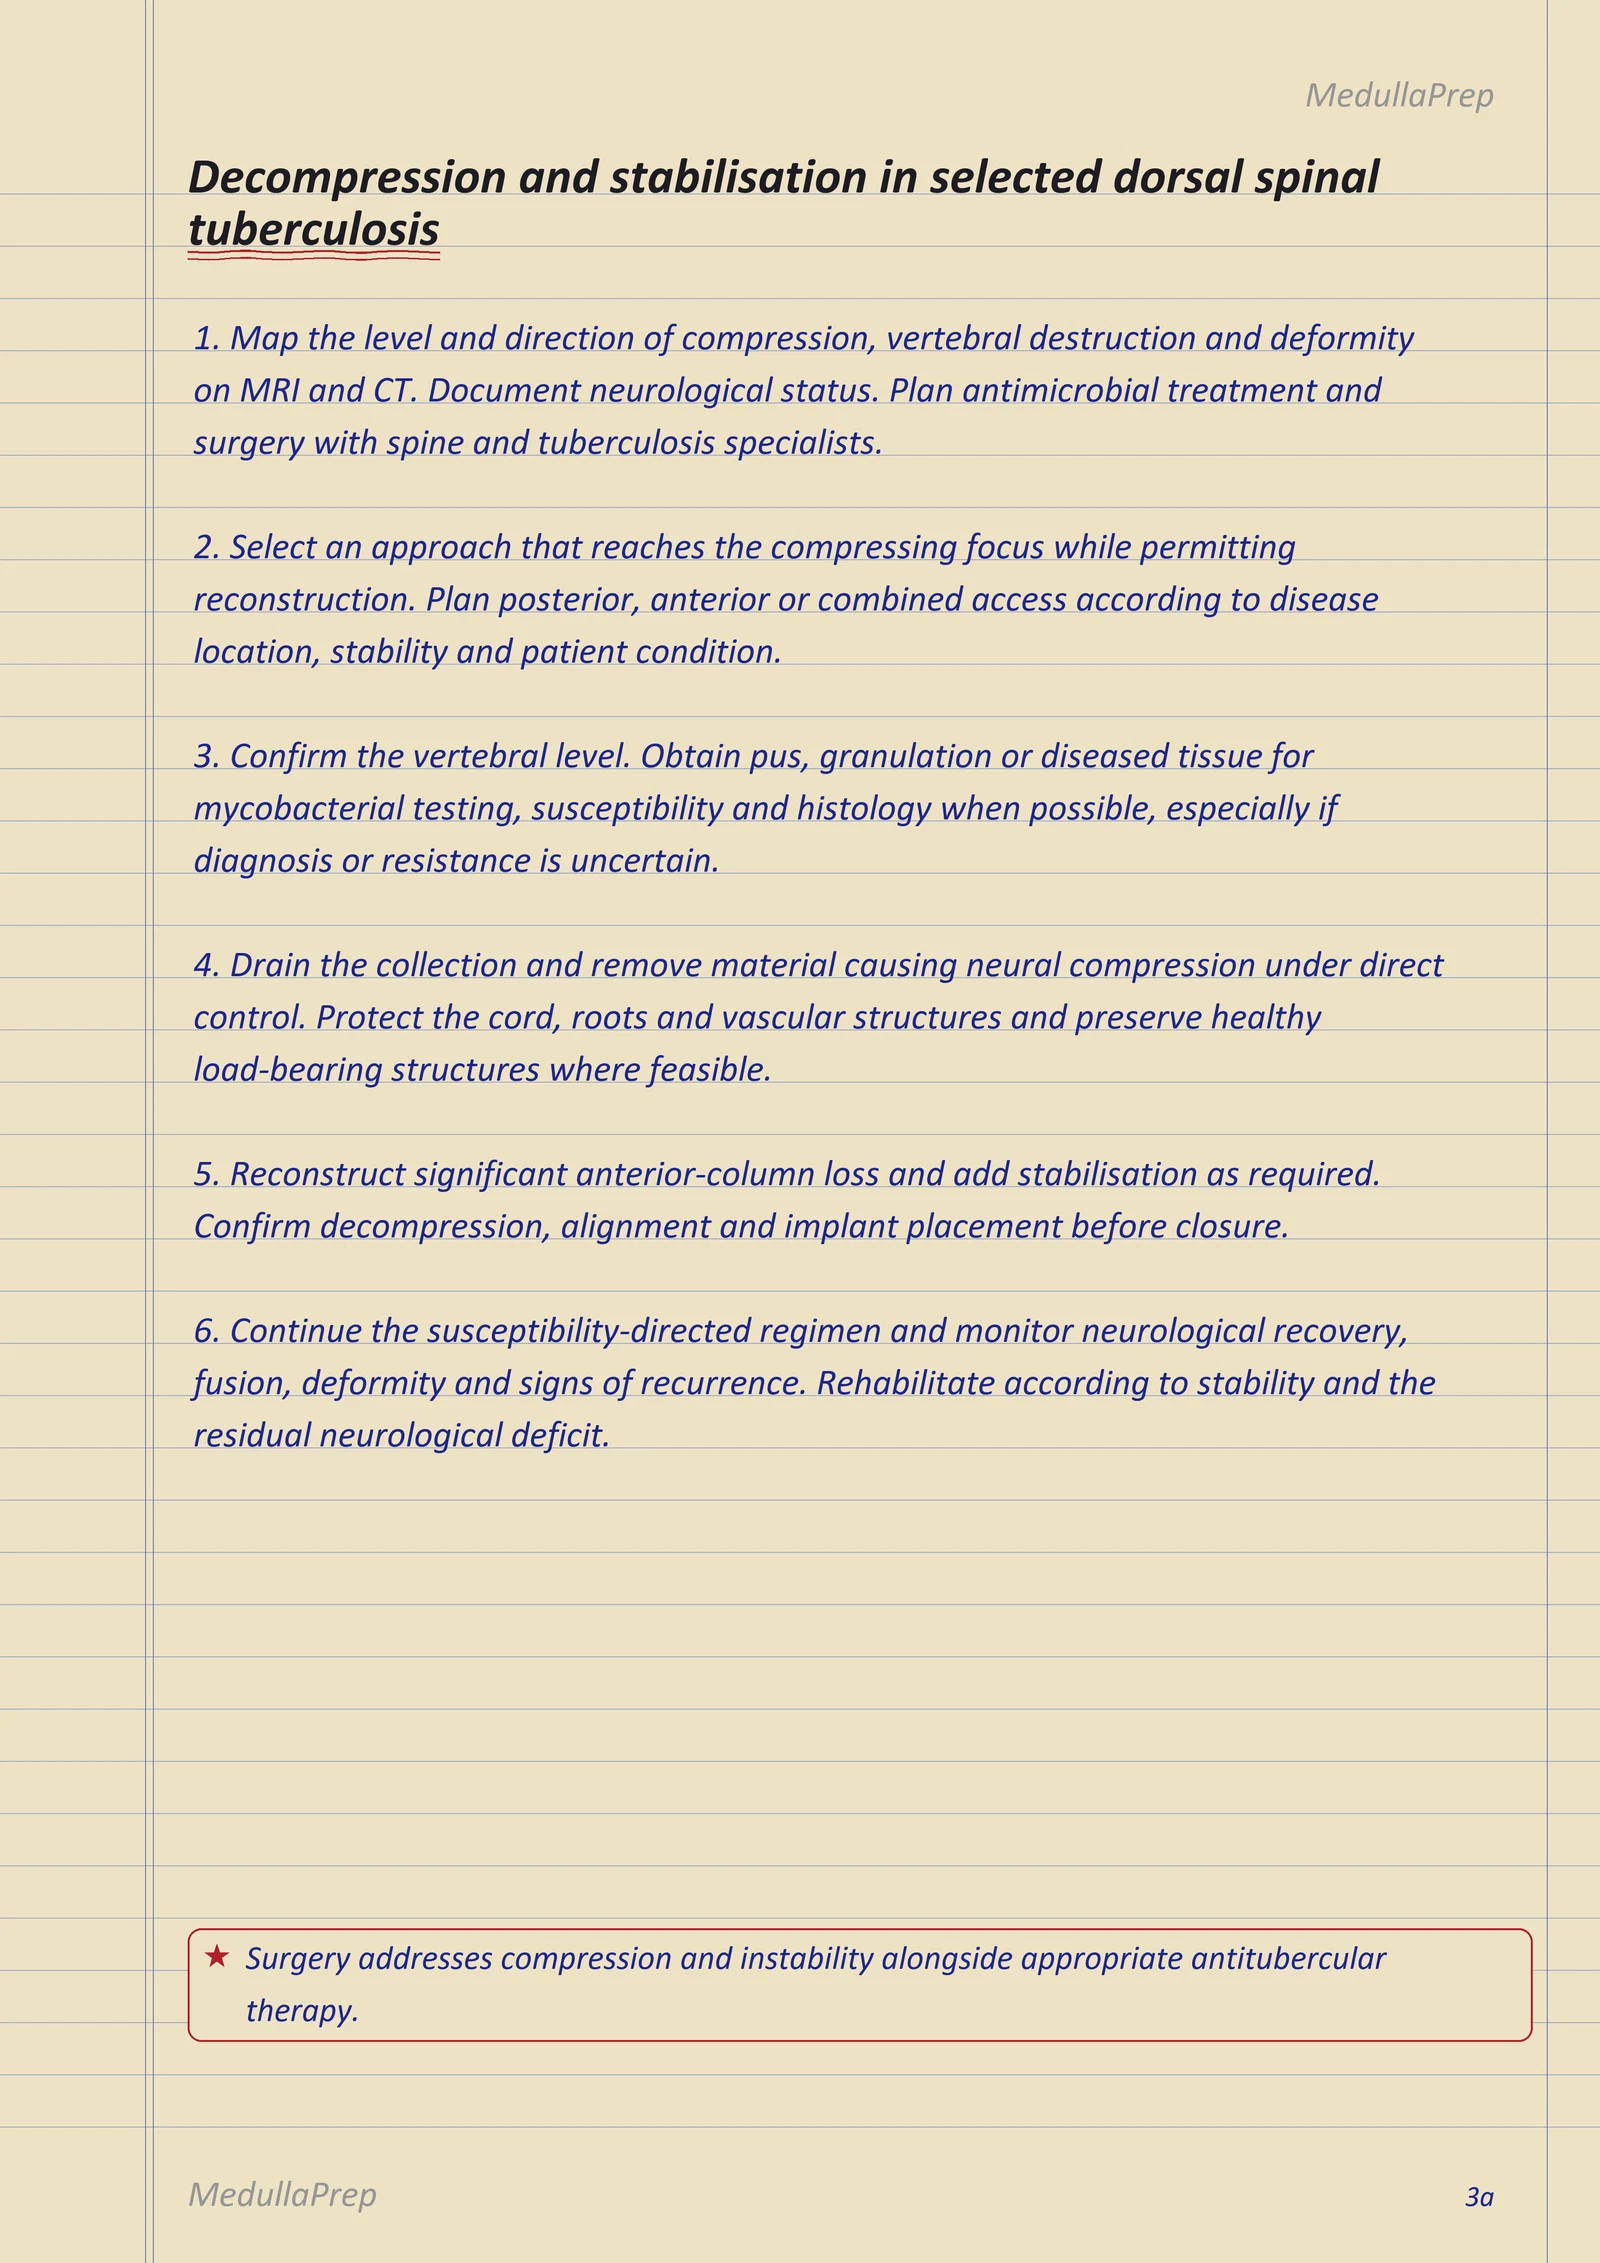 MedullaPrep
Decompression and stabilisation in selected dorsal spinal
tuberculosis
1. Map the level and direction of compression, vertebral destruction and deformity
on MRI and CT. Document neurological status. Plan antimicrobial treatment and
surgery with spine and tuberculosis specialists.
2. Select an approach that reaches the compressing focus while permitting
reconstruction. Plan posterior, anterior or combined access according to disease
location, stability and patient condition.
3. Confirm the vertebral level. Obtain pus, granulation or diseased tissue for
mycobacterial testing, susceptibility and histology when possible, especially if
diagnosis or resistance is uncertain.
4. Drain the collection and remove material causing neural compression under direct
control. Protect the cord, roots and vascular structures and preserve healthy
load-bearing structures where feasible.
5. Reconstruct significant anterior-column loss and add stabilisation as required.
Confirm decompression, alignment and implant placement before closure.
6. Continue the susceptibility-directed regimen and monitor neurological recovery,
fusion, deformity and signs of recurrence. Rehabilitate according to stability and the
residual neurological deficit.
★ Surgery addresses compression and instability alongside appropriate antitubercular
therapy.
MedullaPrep
3a